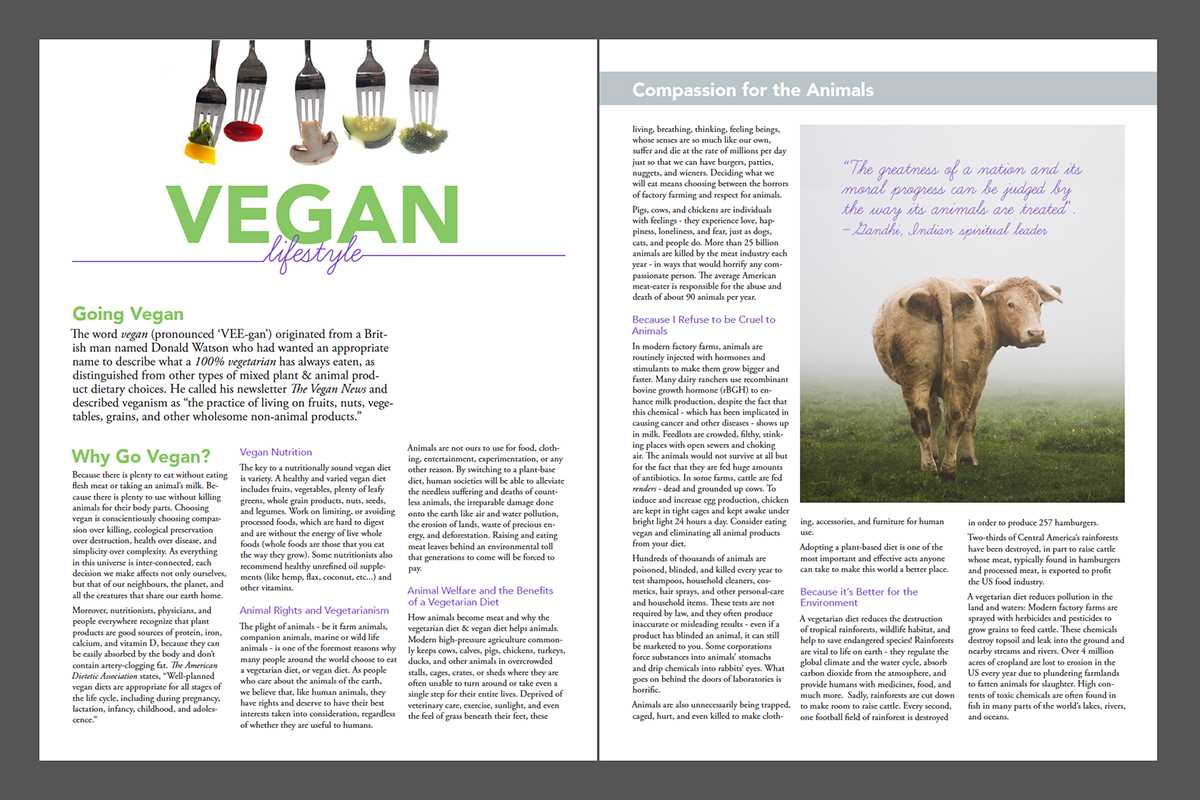 VEGAN
lifestyle
Going Vegan
The word vegan (pronounced ‘VEE-gan’) originated from a Brit-
ish man named Donald Watson who had wanted an appropriate
name to describe what a 100% vegetarian has always eaten, as
distinguished from other types of mixed plant & animal prod-
uct dietary choices. He called his newsletter The Vegan News and
described veganism as “the practice of living on fruits, nuts, vege-
tables, grains, and other wholesome non-animal products.”
Why Go Vegan?
Because there is plenty to eat without eating
flesh meat or taking an animal’s milk. Be-
cause there is plenty to use without killing
animals for their body parts. Choosing
vegan is conscientiously choosing compas-
sion over killing, ecological preservation
over destruction, health over disease, and
simplicity over complexity. As everything
in this universe is inter-connected, each
decision we make affects not only ourselves,
but that of our neighbours, the planet, and
all the creatures that share our earth home.
Moreover, nutritionists, physicians, and
people everywhere recognize that plant
products are good sources of protein, iron,
calcium, and vitamin D, because they can
be easily absorbed by the body and don’t
contain artery-clogging fat. The American
Dietetic Association states, “Well-planned
vegan diets are appropriate for all stages of
the life cycle, including during pregnancy,
lactation, infancy, childhood, and adoles-
cence.”
Vegan Nutrition
The key to a nutritionally sound vegan diet
is variety. A healthy and varied vegan diet
includes fruits, vegetables, plenty of leafy
greens, whole grain products, nuts, seeds,
and legumes. Work on limiting, or avoiding
processed foods, which are hard to digest
and are without the energy of live whole
foods (whole foods are those that you eat
the way they grow). Some nutritionists also
recommend healthy unrefined oil supple-
ments (like hemp, flax, coconut, etc...) and
other vitamins.
Animal Rights and Vegetarianism
The plight of animals - be it farm animals,
companion animals, marine or wild life
animals - is one of the foremost reasons why
many people around the world choose to eat
a vegetarian diet, or vegan diet. As people
who care about the animals of the earth,
we believe that, like human animals, they
have rights and deserve to have their best
interests taken into consideration, regardless
of whether they are useful to humans.
Animals are not ours to use for food, cloth-
ing, entertainment, experimentation, or any
other reason. By switching to a plant-base
diet, human societies will be able to alleviate
the needless suffering and deaths of count-
less animals, the irreparable damage done
onto the earth like air and water pollution,
the erosion of lands, waste of precious en-
ergy, and deforestation. Raising and eating
meat leaves behind an environmental toll
that generations to come will be forced to
pay.
Animal Welfare and the Benefits
of a Vegetarian Diet
How animals become meat and why the
vegetarian diet & vegan diet helps animals.
Modern high-pressure agriculture common-
ly keeps cows, calves, pigs, chickens, turkeys,
ducks, and other animals in overcrowded
stalls, cages, crates, or sheds where they are
often unable to turn around or take even a
single step for their entire lives. Deprived of
veterinary care, exercise, sunlight, and even
the feel of grass beneath their feet, these
Compassion for the Animals
living, breathing, thinking, feeling beings,
whose senses are so much like our own,
suffer and die at the rate of millions per day
just so that we can have burgers, patties,
nuggets, and wieners. Deciding what we
will eat means choosing between the horrors
of factory farming and respect for animals.
Pigs, cows, and chickens are individuals
with feelings - they experience love, hap-
piness, loneliness, and fear, just as dogs,
cats, and people do. More than 25 billion
animals are killed by the meat industry each
year - in ways that would horrify any com-
passionate person. The average American
meat-eater is responsible for the abuse and
death of about 90 animals per year.
Because I Refuse to be Cruel to
Animals
In modern factory farms, animals are
routinely injected with hormones and
stimulants to make them grow bigger and
faster. Many dairy ranchers use recombinant
bovine growth hormone (rBGH) to en-
hance milk production, despite the fact that
this chemical - which has been implicated in
causing cancer and other diseases - shows up
in milk. Feedlots are crowded, filthy, stink-
ing places with open sewers and choking
air. The animals would not survive at all but
for the fact that they are fed huge amounts
of antibiotics. In some farms, cattle are fed
renders - dead and grounded up cows. To
induce and increase egg production, chicken
are kept in tight cages and kept awake under
bright light 24 hours a day. Consider eating
vegan and eliminating all animal products
from your diet.
Hundreds of thousands of animals are
poisoned, blinded, and killed every year to
test shampoos, household cleaners, cos-
metics, hair sprays, and other personal-care
and household items. These tests are not
required by law, and they often produce
inaccurate or misleading results - even if a
product has blinded an animal, it can still
be marketed to you. Some corporations
force substances into animals’ stomachs
and drip chemicals into rabbits’ eyes. What
goes on behind the doors of laboratories is
horrific.
Animals are also unnecessarily being trapped,
caged, hurt, and even killed to make cloth-
“The greatness of a nation and its
moral progress can be judged by
the way its animals are treated”.
– Gandhi, Indian spiritual leader
ing, accessories, and furniture for human
use.
Adopting a plant-based diet is one of the
most important and effective acts anyone
can take to make this world a better place.
Because it’s Better for the
Environment
A vegetarian diet reduces the destruction
of tropical rainforests, wildlife habitat, and
help to save endangered species! Rainforests
are vital to life on earth - they regulate the
global climate and the water cycle, absorb
carbon dioxide from the atmosphere, and
provide humans with medicines, food, and
much more. Sadly, rainforests are cut down
to make room to raise cattle. Every second,
one football field of rainforest is destroyed
in order to produce 257 hamburgers.
Two-thirds of Central America’s rainforests
have been destroyed, in part to raise cattle
whose meat, typically found in hamburgers
and processed meat, is exported to profit
the US food industry.
A vegetarian diet reduces pollution in the
land and waters: Modern factory farms are
sprayed with herbicides and pesticides to
grow grains to feed cattle. These chemicals
destroy topsoil and leak into the ground and
nearby streams and rivers. Over 4 million
acres of cropland are lost to erosion in the
US every year due to plundering farmlands
to fatten animals for slaughter. High con-
tents of toxic chemicals are often found in
fish in many parts of the world’s lakes, rivers,
and oceans.